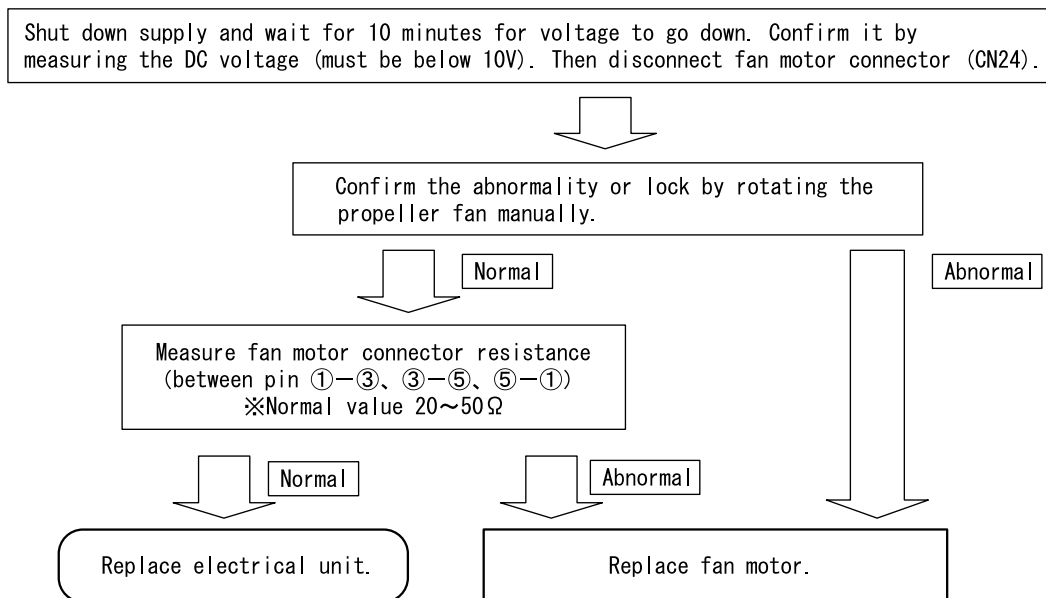 Shut down supply and wait for 10 minutes for voltage to go down. Confirm it by
measuring the DC voltage (must be below 10V). Then disconnect fan motor connector (CN24).
Confirm the abnormality or lock by rotating the
propeller fan manually.
Normal
Abnormal
Measure fan motor connector resistance
(between pin ①－③、③－⑤、⑤－①)
※Normal value 20～50Ω
Normal
Abnormal
Replace electrical unit.
Replace fan motor.